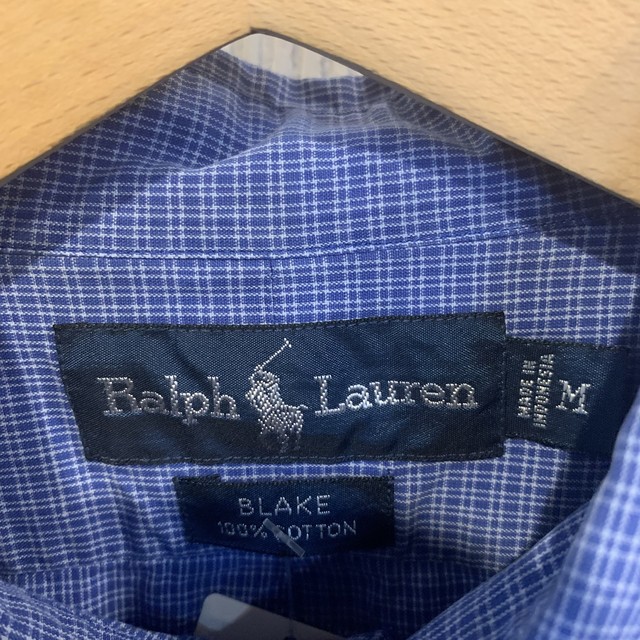 Ralph Lauren
MADE IN
INDONESIA
M
BLAKE
100% COTTON